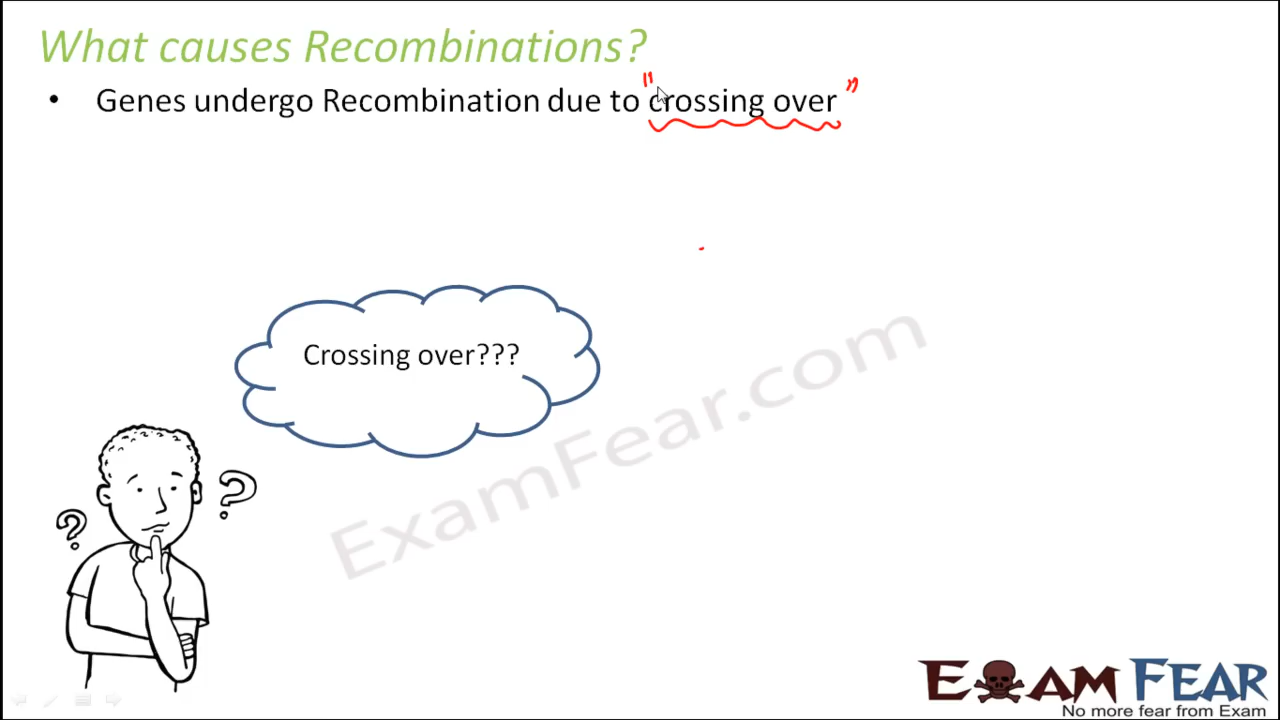 What causes Recombinations?
• Genes undergo Recombination due to "crossing over"
Crossing over???
? ?
ExamFear.com
EXAM FEAR
No more fear from Exam